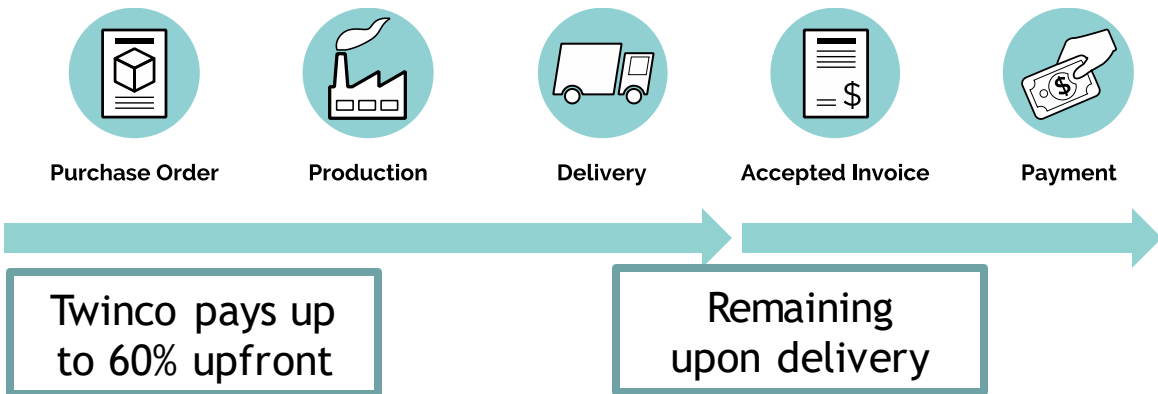 $
$
Purchase Order
Production
Delivery
Accepted Invoice
Payment
Twinco pays up
to 60% upfront
Remaining
upon delivery